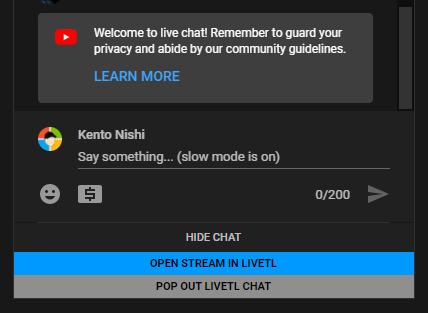 Welcome to live chat! Remember to guard your
privacy and abide by our community guidelines.
LEARN MORE
Kento Nishi
Say something... (slow mode is on)
0/200
HIDE CHAT
OPEN STREAM IN LIVETL
POP OUT LIVETL CHAT